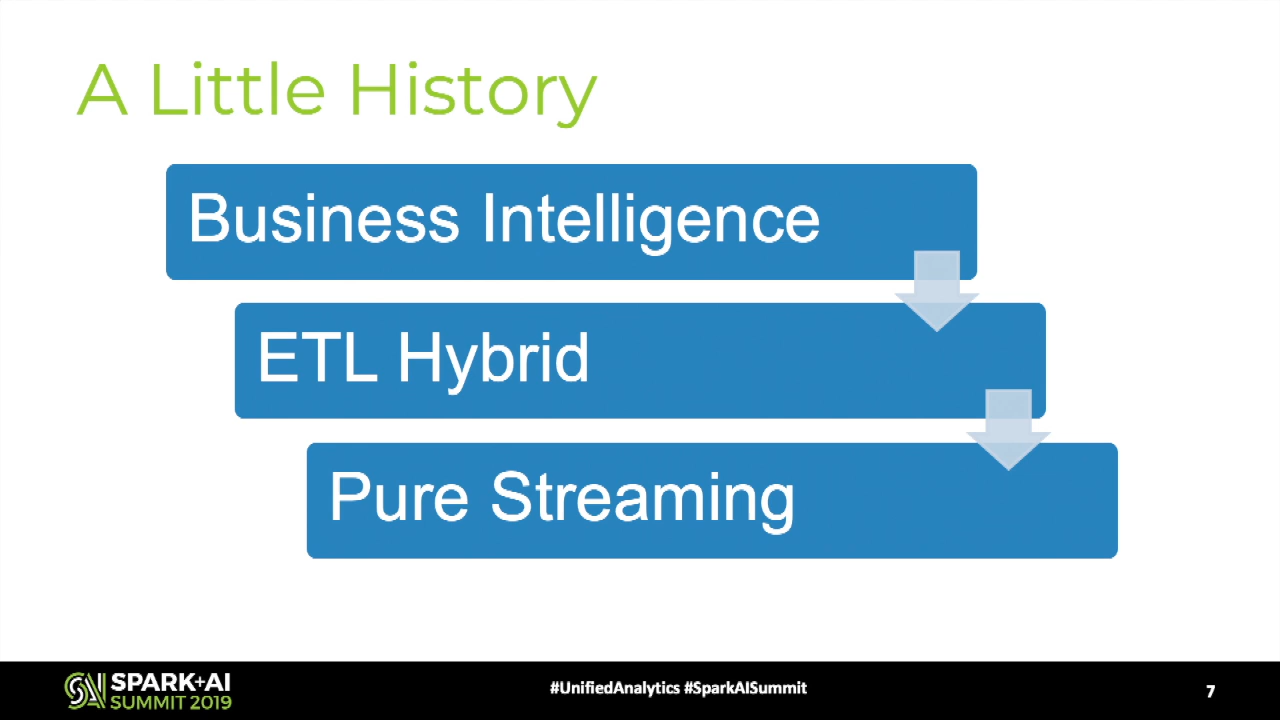 A Little History
Business Intelligence
ETL Hybrid
Pure Streaming
SPARK+AI
SUMMIT 2019
#UnifiedAnalytics #SparkAISummit
7